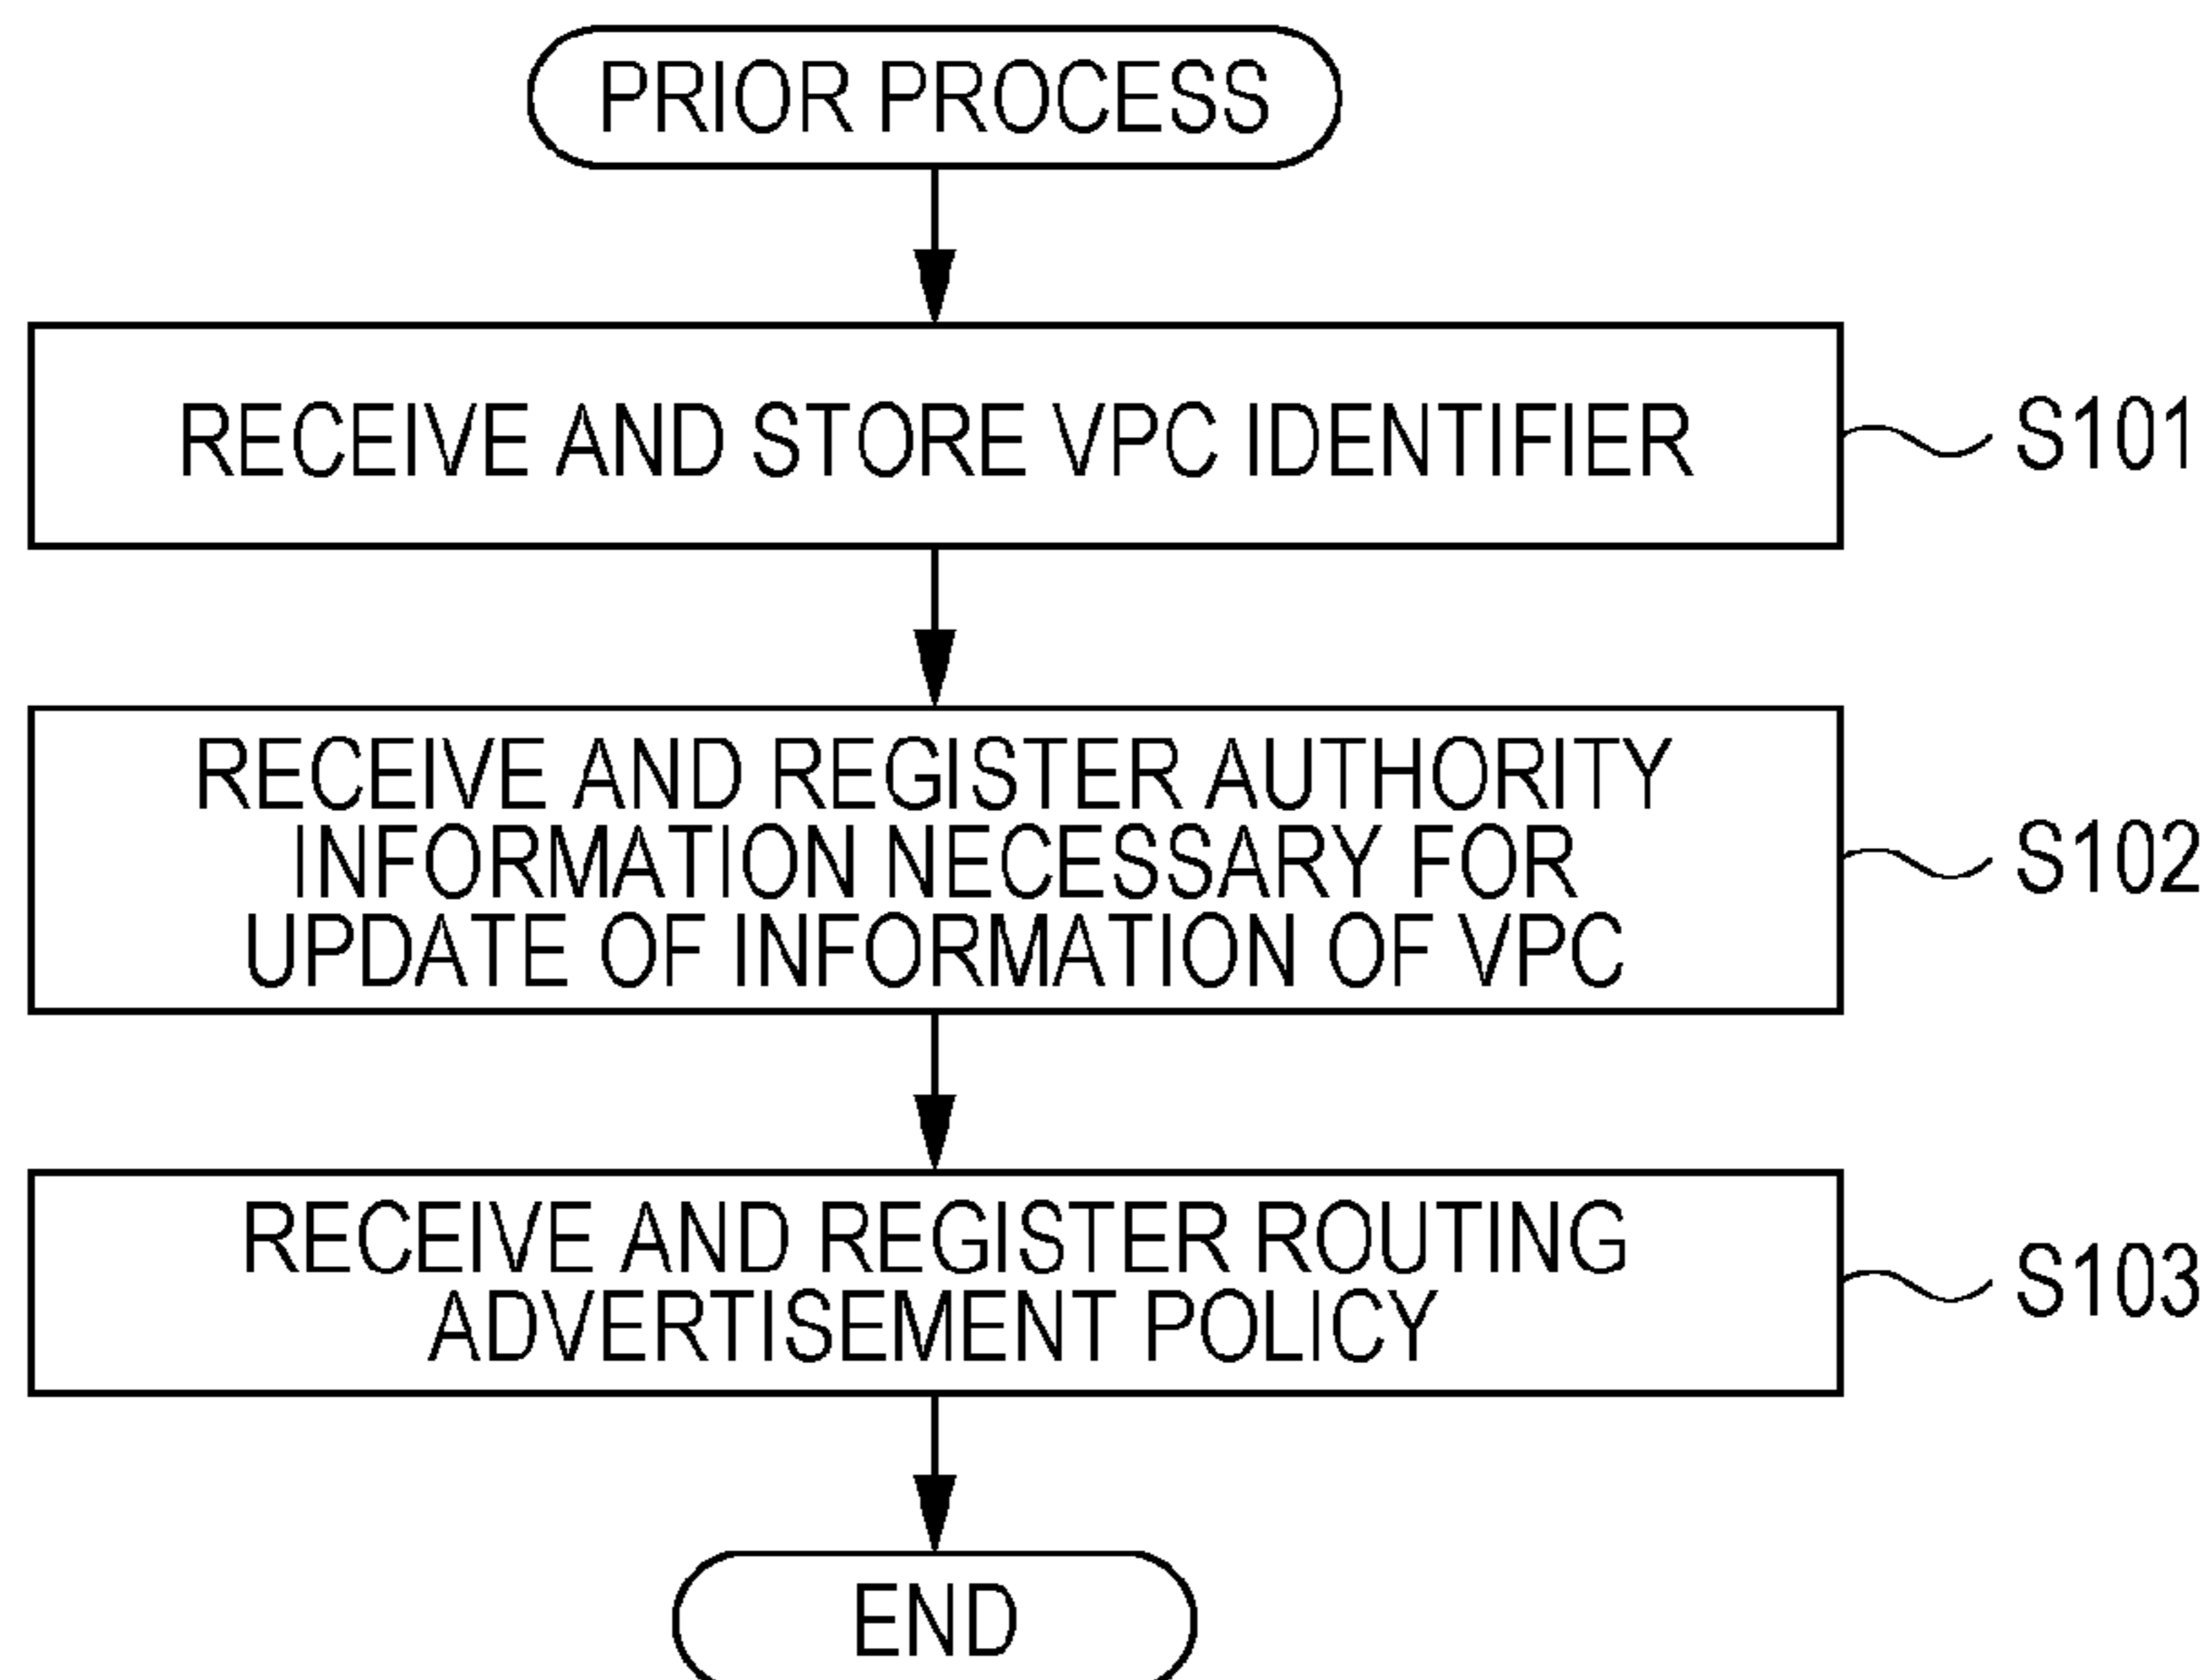 PRIOR PROCESS
RECEIVE AND STORE VPC IDENTIFIER
S101
RECEIVE AND REGISTER AUTHORITY
INFORMATION NECESSARY FOR
UPDATE OF INFORMATION OF VPC
S102
RECEIVE AND REGISTER ROUTING
ADVERTISEMENT POLICY
S103
END